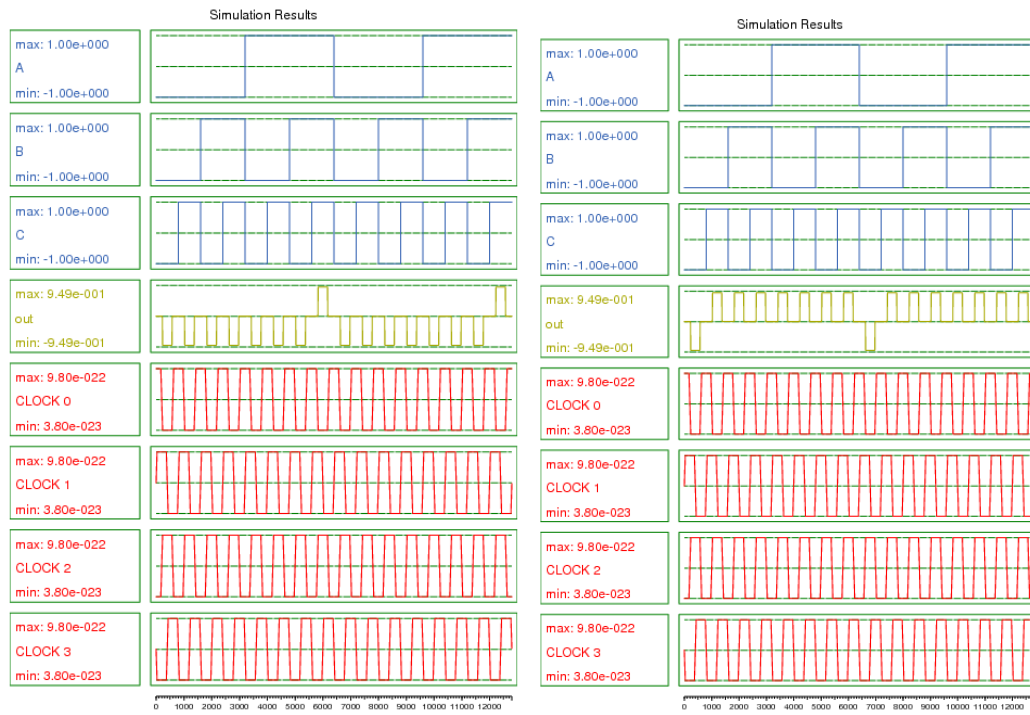 Simulation Results
max: 1.00e+000
A
min: -1.00e+000
max: 1.00e+000
B
min: -1.00e+000
max: 1.00e+000
C
min: -1.00e+000
max: 9.49e-001
out
min: -9.49e-001
max: 9.80e-022
CLOCK 0
min: 3.80e-023
max: 9.80e-022
CLOCK 1
min: 3.80e-023
max: 9.80e-022
CLOCK 2
min: 3.80e-023
max: 9.80e-022
CLOCK 3
min: 3.80e-023
0 1000 2000 3000 4000 5000 6000 7000 8000 9000 10000 11000 12000
Simulation Results
max: 1.00e+000
A
min: -1.00e+000
max: 1.00e+000
B
min: -1.00e+000
max: 1.00e+000
C
min: -1.00e+000
max: 9.49e-001
out
min: -9.49e-001
max: 9.80e-022
CLOCK 0
min: 3.80e-023
max: 9.80e-022
CLOCK 1
min: 3.80e-023
max: 9.80e-022
CLOCK 2
min: 3.80e-023
max: 9.80e-022
CLOCK 3
min: 3.80e-023
0 1000 2000 3000 4000 5000 6000 7000 8000 9000 10000 11000 12000